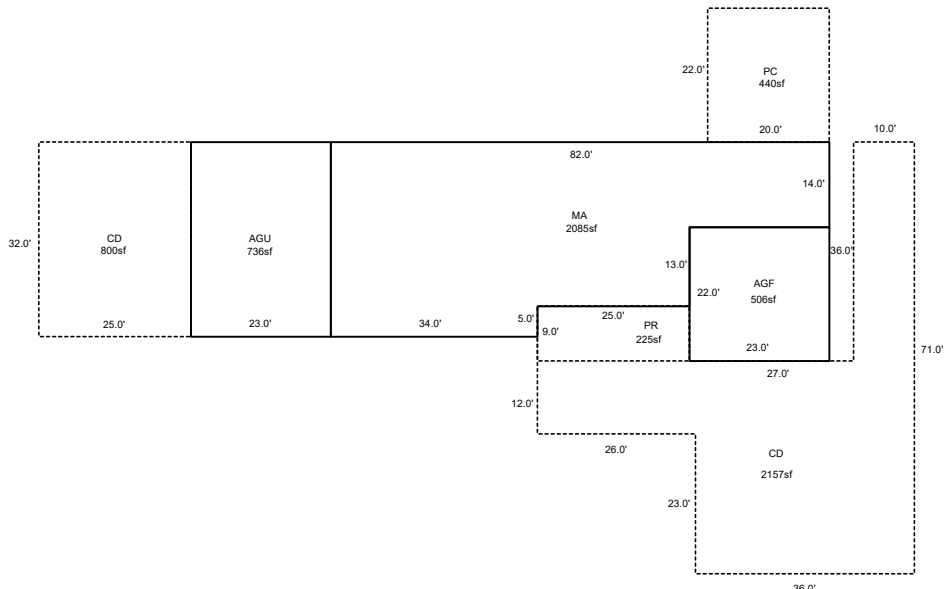 22.0'
PC
440sf
20.0'
10.0'
82.0'
14.0'
32.0'
CD
800sf
25.0'
AGU
736sf
23.0'
MA
2085sf
34.0'
13.0'
36.0'
AGF
506sf
22.0'
23.0'
5.0'
25.0'
9.0'
PR
225sf
27.0'
71.0'
12.0'
26.0'
CD
2157sf
23.0'
36.0'